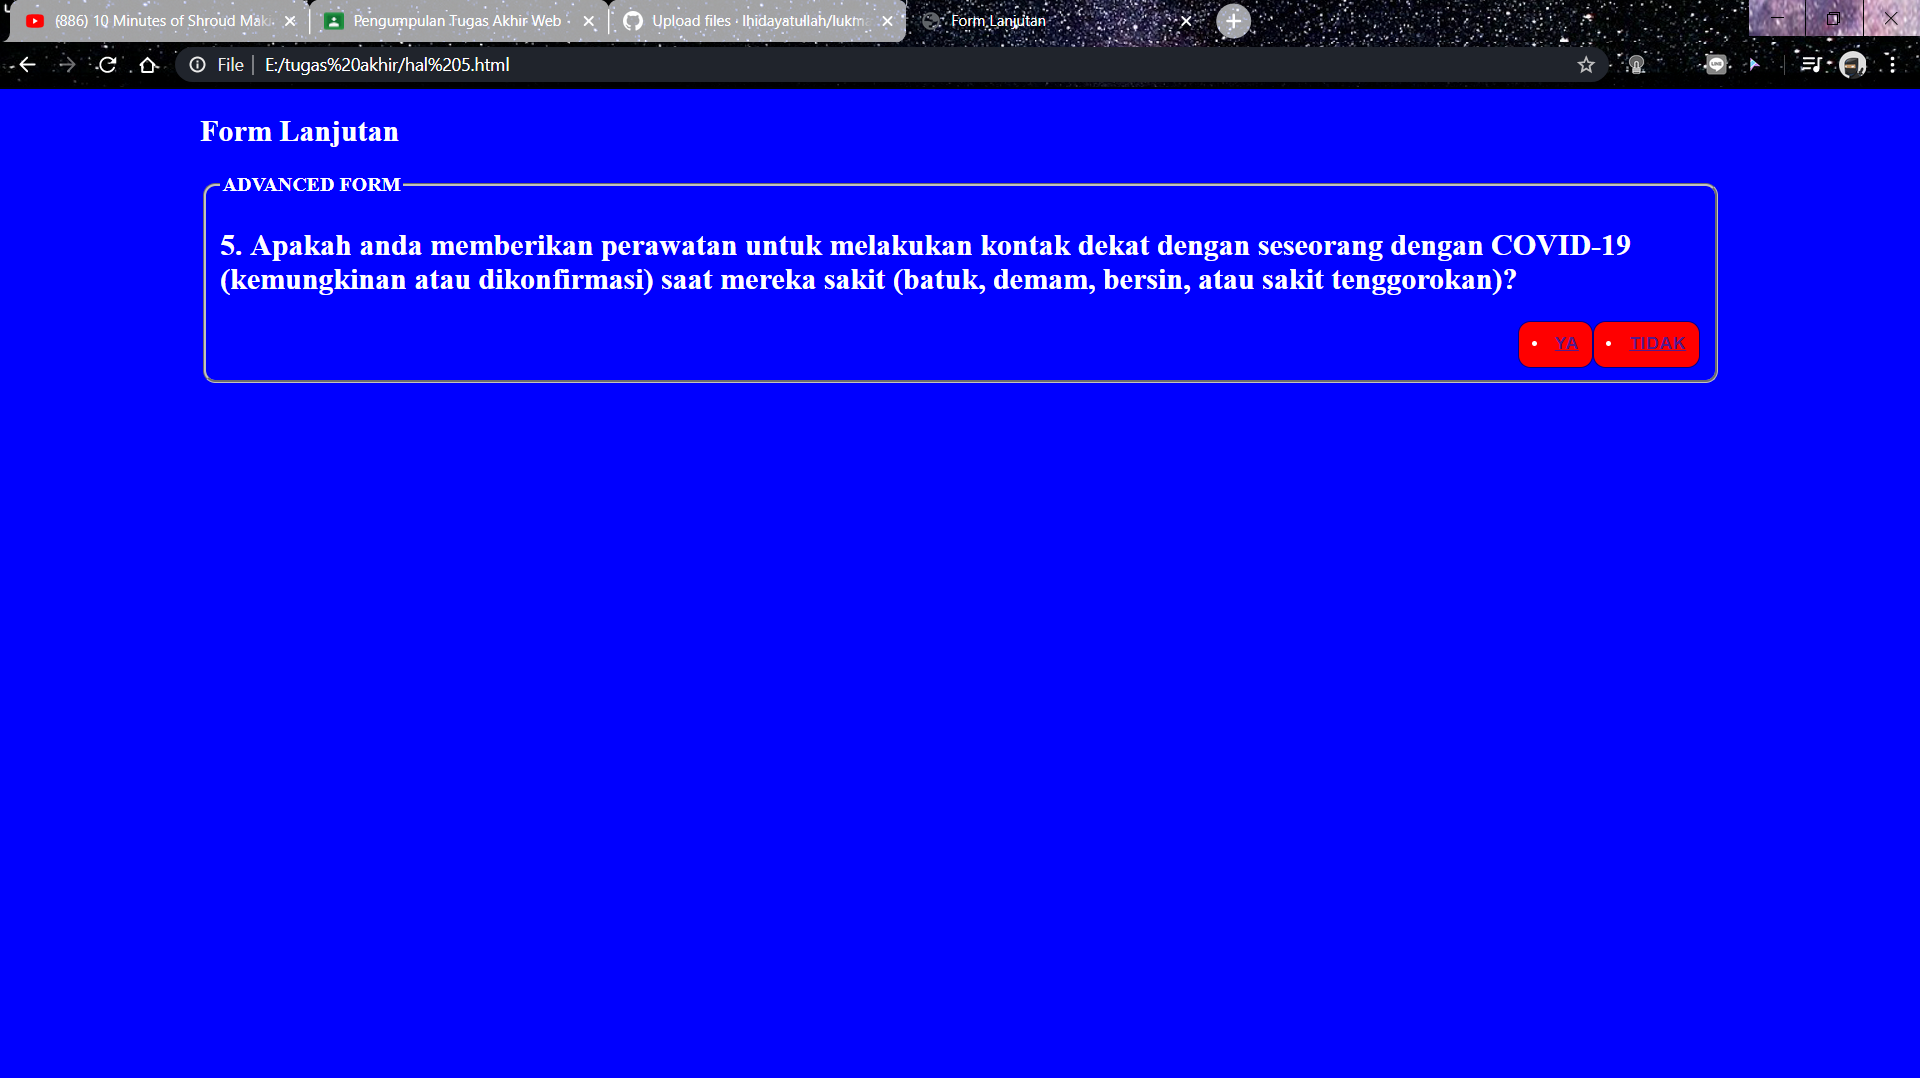 (886) 10 Minutes of Shroud Mak
Pengumpulan Tugas Akhir Web
Upload files · lhidayatullah/lukm
Form Lanjutan
File | E:/tugas%20akhir/hal%205.html
Form Lanjutan
ADVANCED FORM
5. Apakah anda memberikan perawatan untuk melakukan kontak dekat dengan seseorang dengan COVID-19
(kemungkinan atau dikonfirmasi) saat mereka sakit (batuk, demam, bersin, atau sakit tenggorokan)?
• YA
• TIDAK